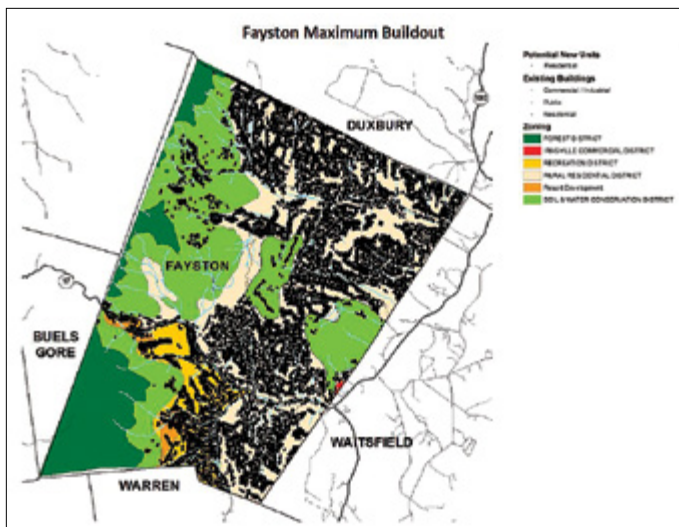 Fayston Maximum Buildout
Potential New Units
Residential
Existing Buildings
Commercial / Industrial
Public
Residential
Zoning
FOREST DISTRICT
COMMERCIAL DISTRICT
RECREATION DISTRICT
RURAL RESIDENTIAL DISTRICT
Resort Development
SOIL & WATER CONSERVATION DISTRICT
DUXBURY
FAYSTON
BUELS
GORE
WAITSFIELD
WARREN